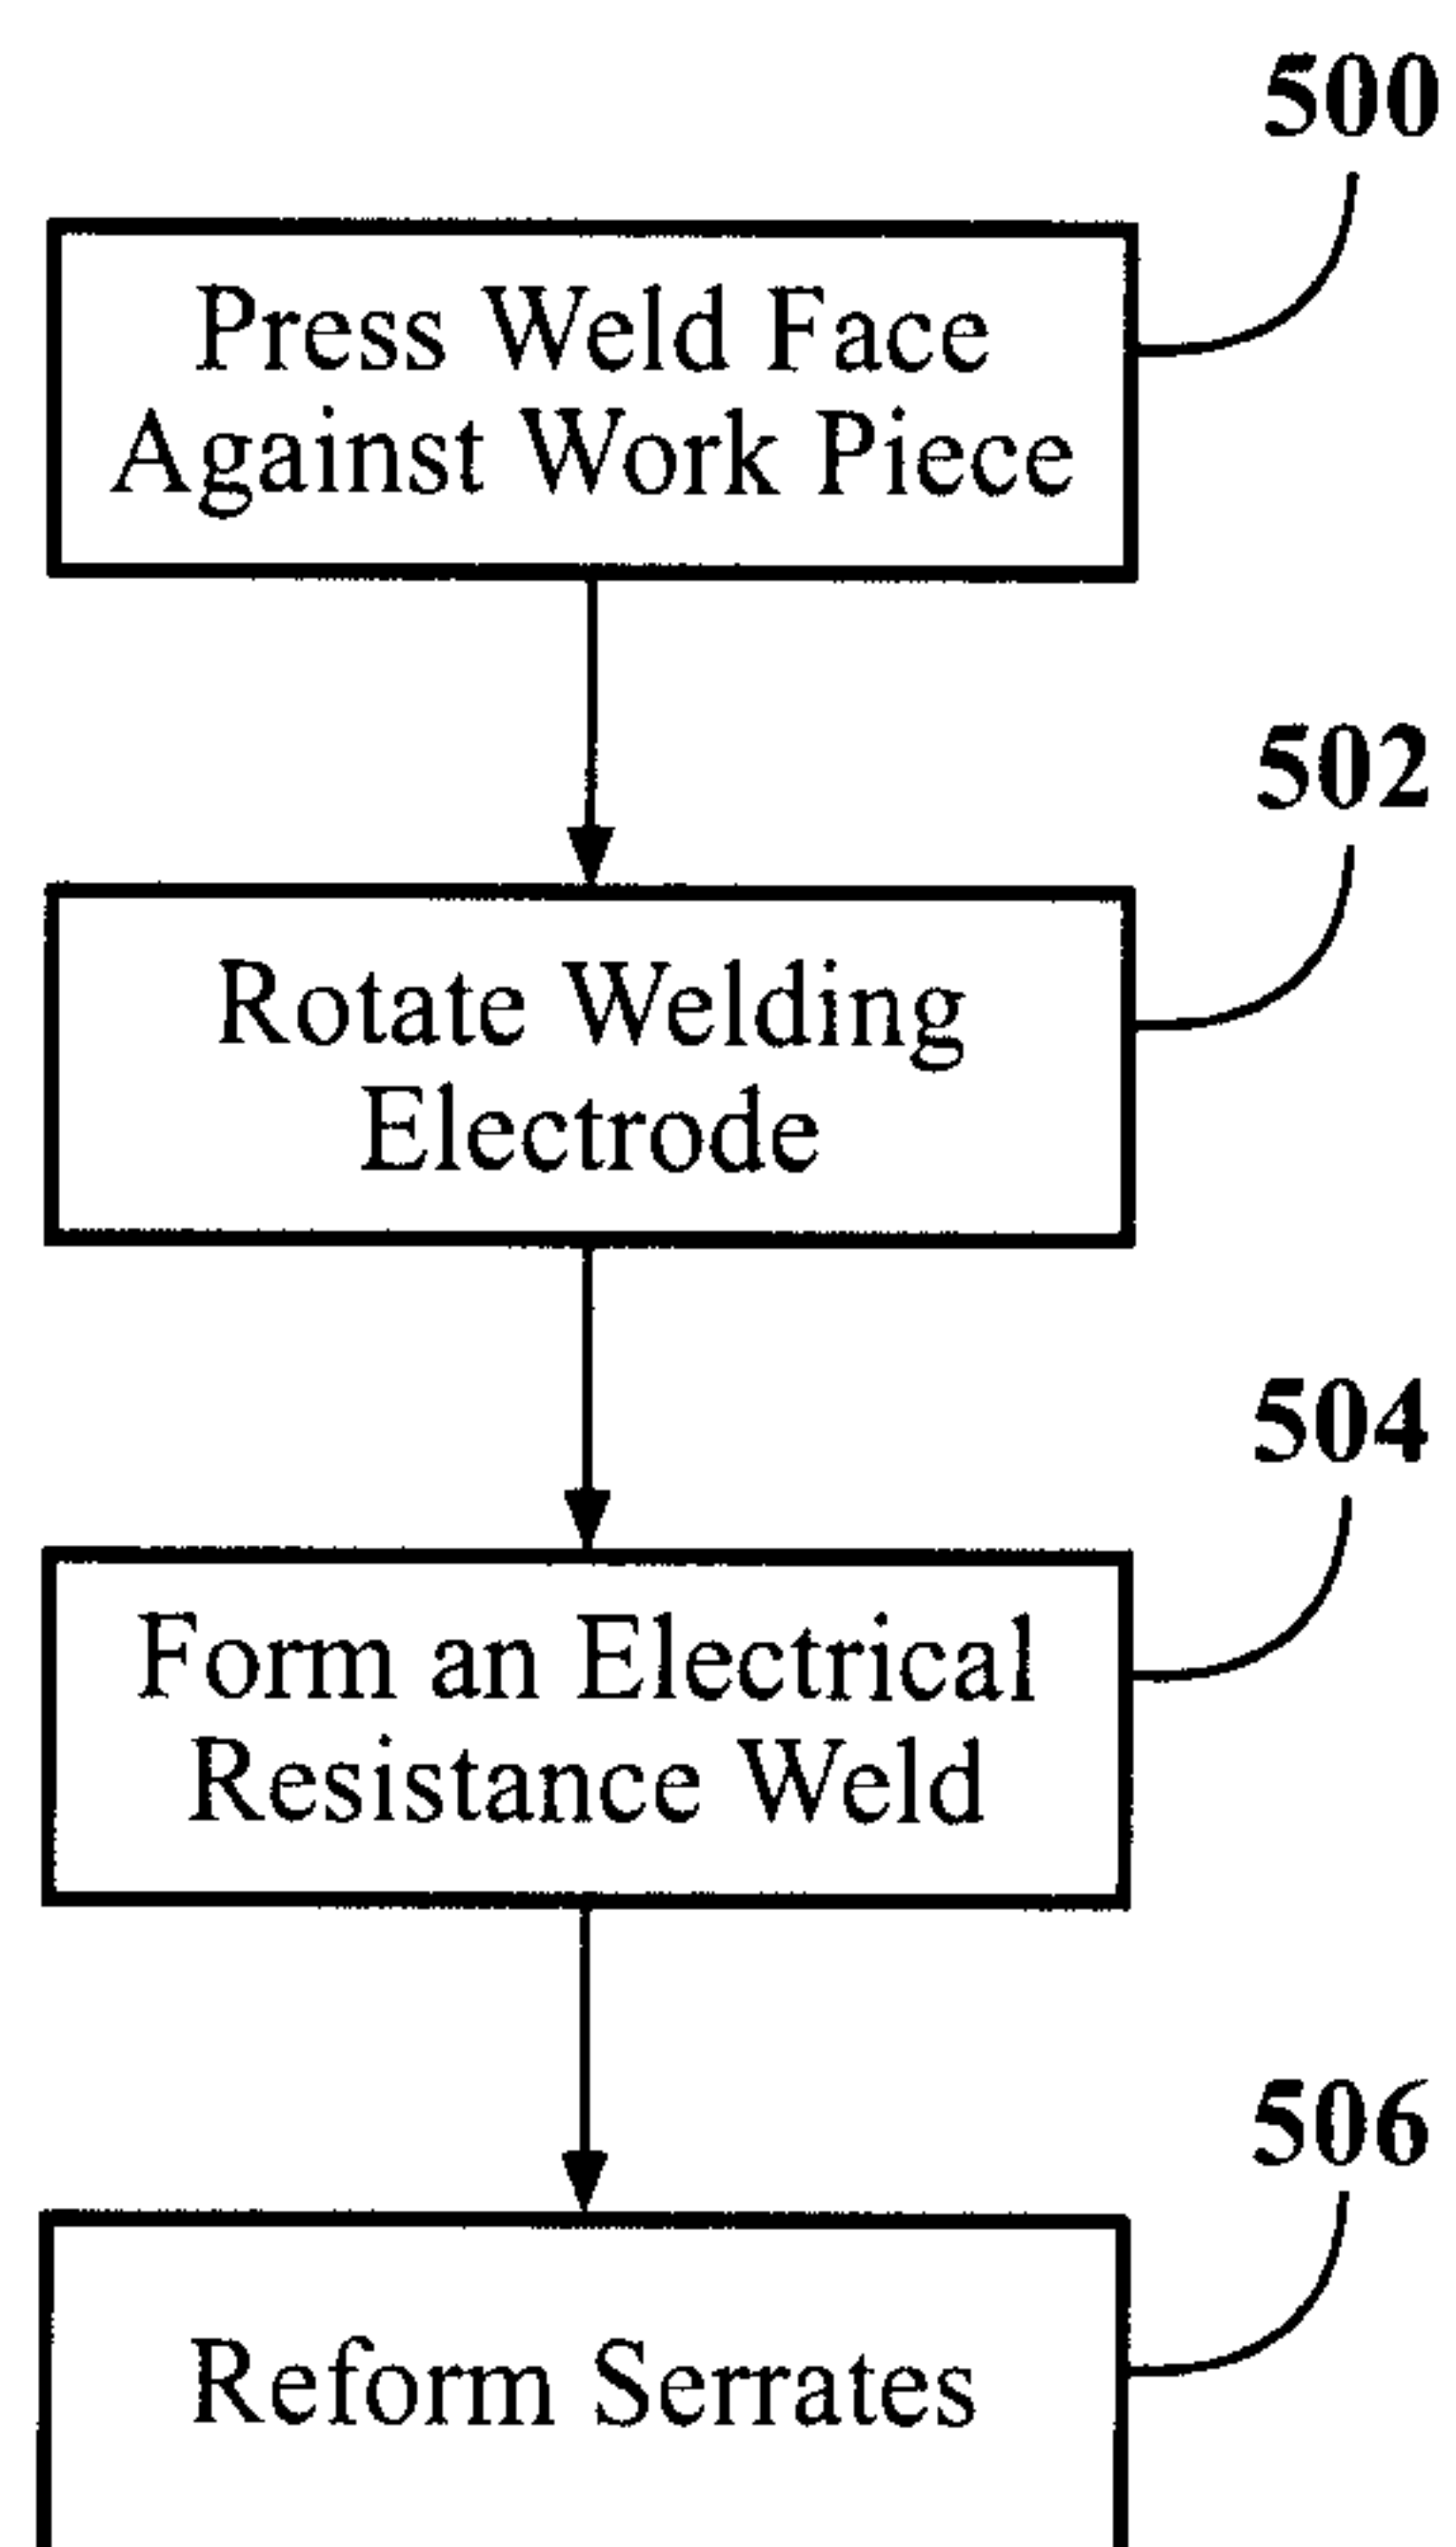 500
Press Weld Face
Against Work Piece
502
Rotate Welding
Electrode
504
Form an Electrical
Resistance Weld
506
Reform Serrates